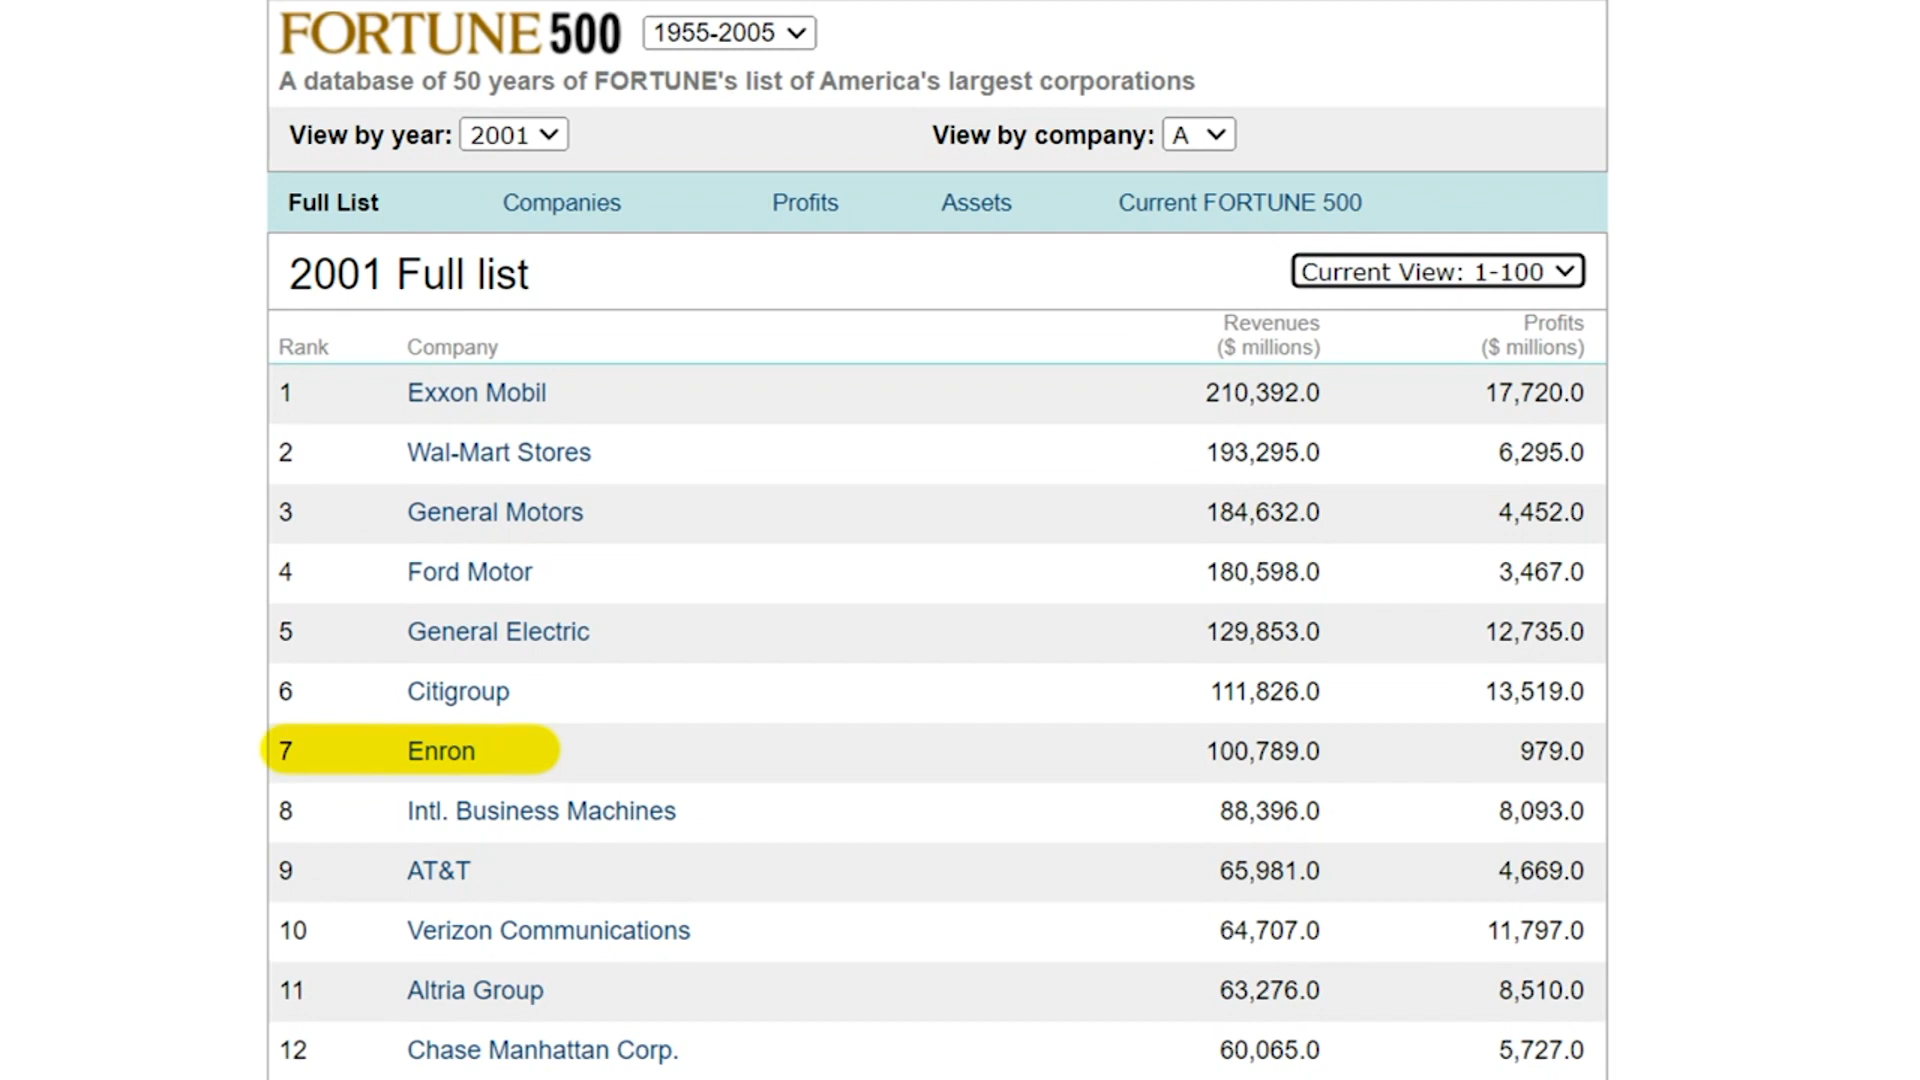 FORTUNE 500 1955-2005
A database of 50 years of FORTUNE's list of America's largest corporations
View by year: 2001 View by company: A
Full List Companies Profits Assets Current FORTUNE 500
2001 Full list Current View: 1-100
Revenues Profits
Rank Company ($ millions) ($ millions)
1 Exxon Mobil 210,392.0 17,720.0
2 Wal-Mart Stores 193,295.0 6,295.0
3 General Motors 184,632.0 4,452.0
4 Ford Motor 180,598.0 3,467.0
5 General Electric 129,853.0 12,735.0
6 Citigroup 111,826.0 13,519.0
7 Enron 100,789.0 979.0
8 Intl. Business Machines 88,396.0 8,093.0
9 AT&T 65,981.0 4,669.0
10 Verizon Communications 64,707.0 11,797.0
11 Altria Group 63,276.0 8,510.0
12 Chase Manhattan Corp. 60,065.0 5,727.0